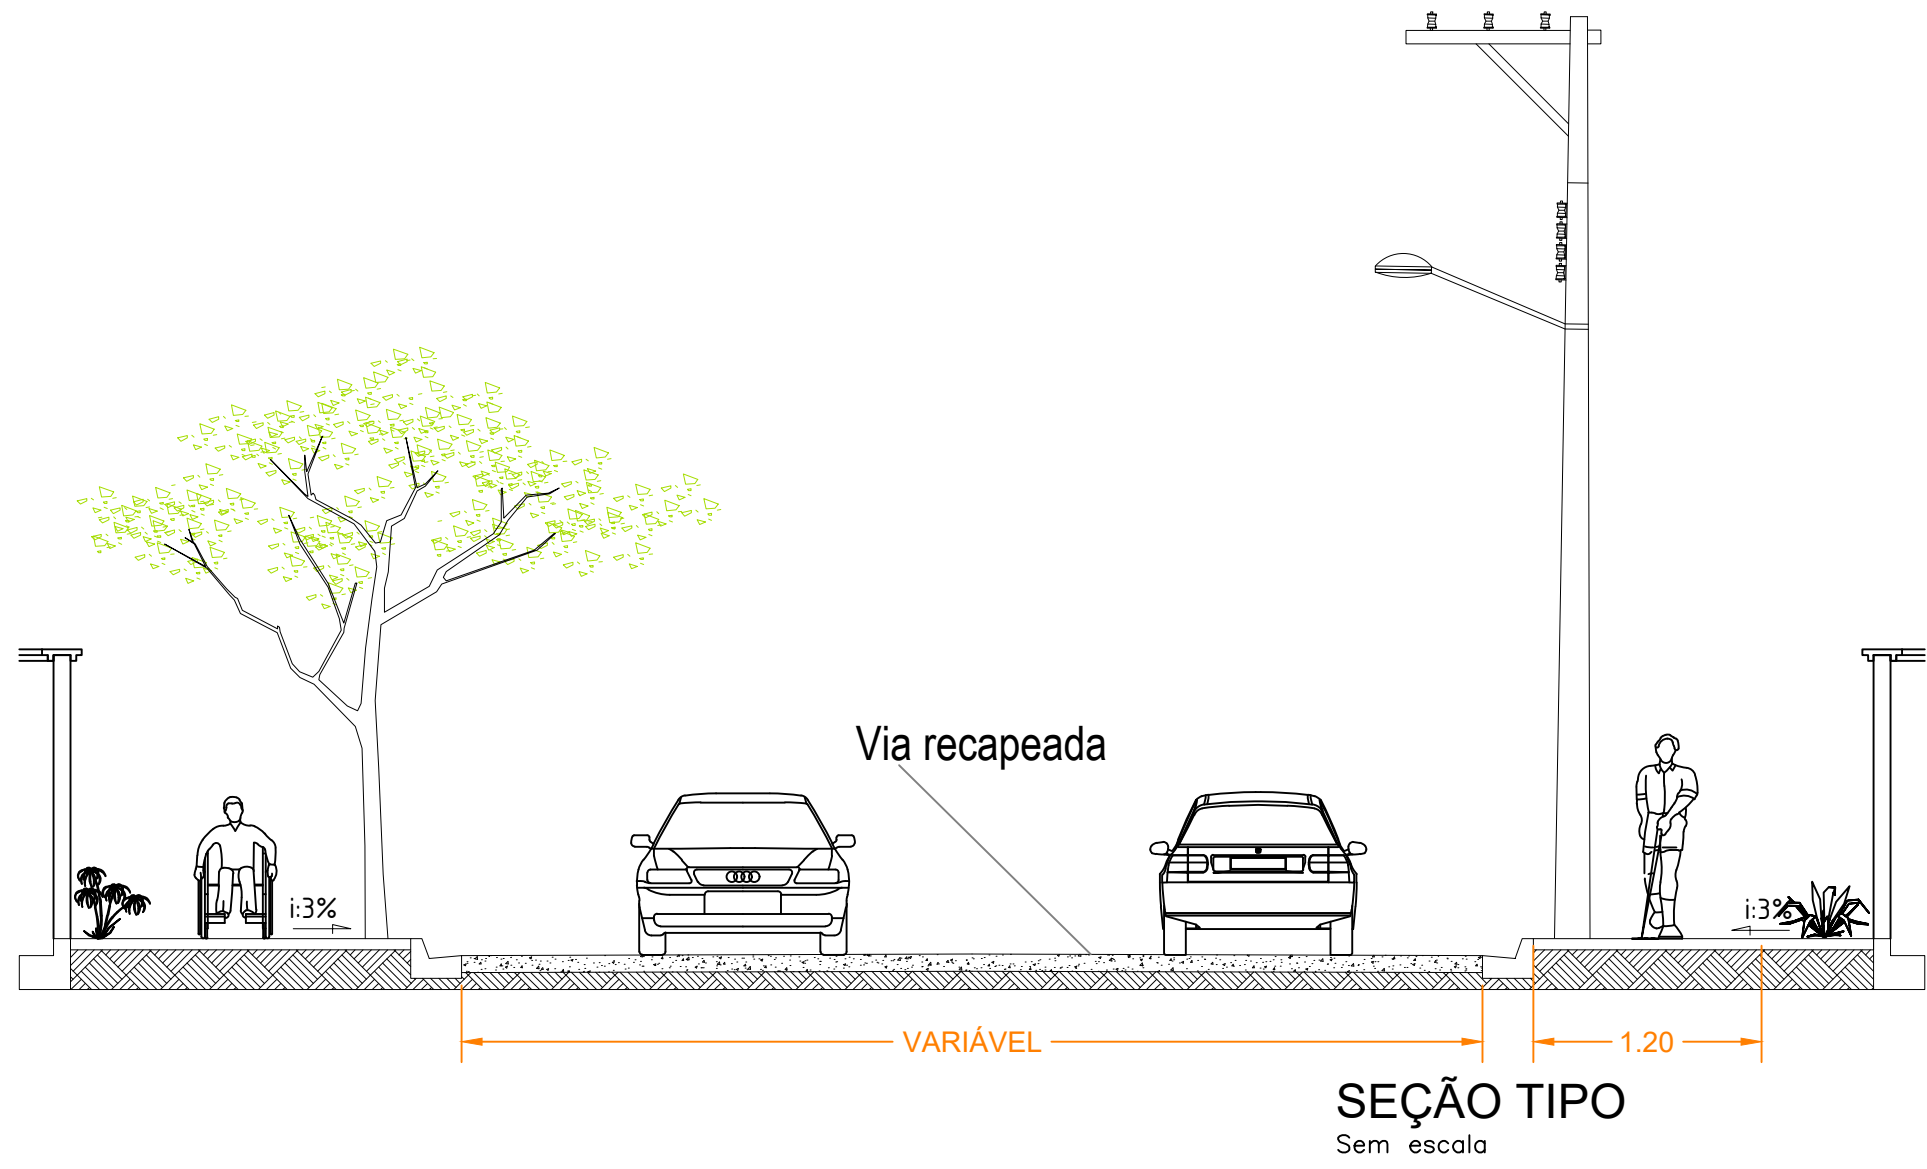 Via recapeada
i:3%
i:3%
VARIÁVEL
1.20
SEÇÃO TIPO
Sem escala